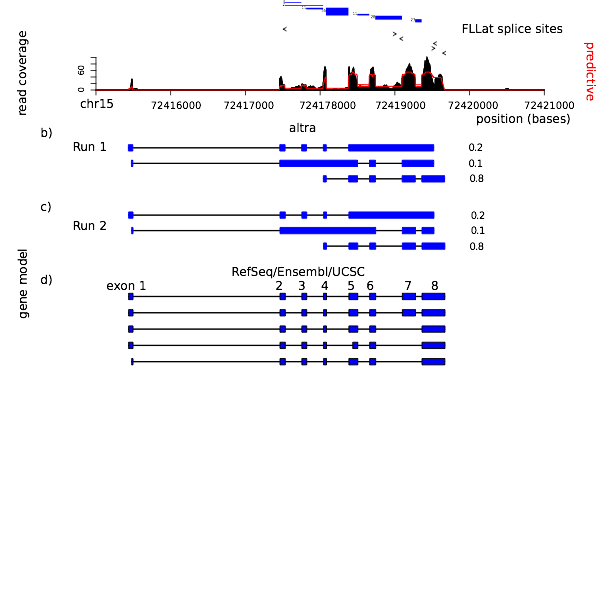 FLLat splice sites
read coverage
60
0
predictive
chr15
72416000
72417000
72418000
72419000
72420000
72421000
position (bases)
b)
altra
Run 1
0.2
0.1
0.8
c)
Run 2
0.2
0.1
0.8
gene model
d)
RefSeq/Ensembl/UCSC
exon 1
2
3
4
5
6
7
8